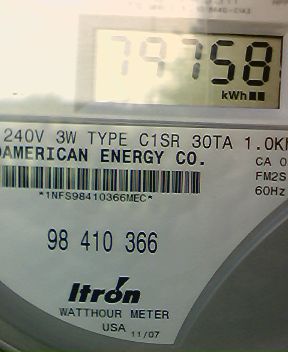 79758
kWh
240V 3W TYPE C1SR 30TA 1.0K
AMERICAN ENERGY CO.
CA 0
FM2S
*1NFS98410366MEC*
60Hz
98 410 366
Itron
WATTHOUR METER
USA 11/07